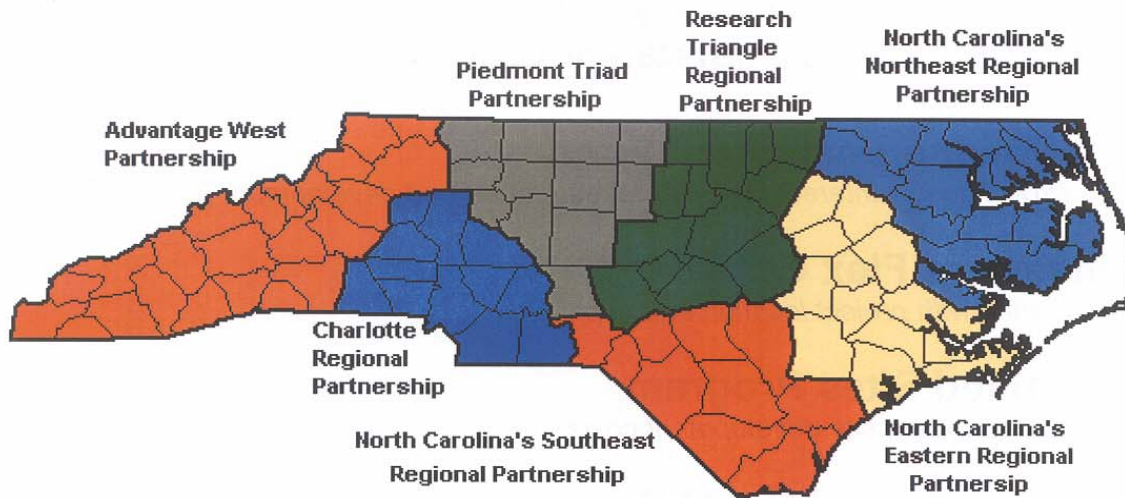 Research
Triangle
Regional
Partnership
North Carolina's
Northeast Regional
Partnership
Piedmont Triad
Partnership
Advantage West
Partnership
Charlotte
Regional
Partnership
North Carolina's Southeast
Regional Partnership
North Carolina's
Eastern Regional
Partnersip